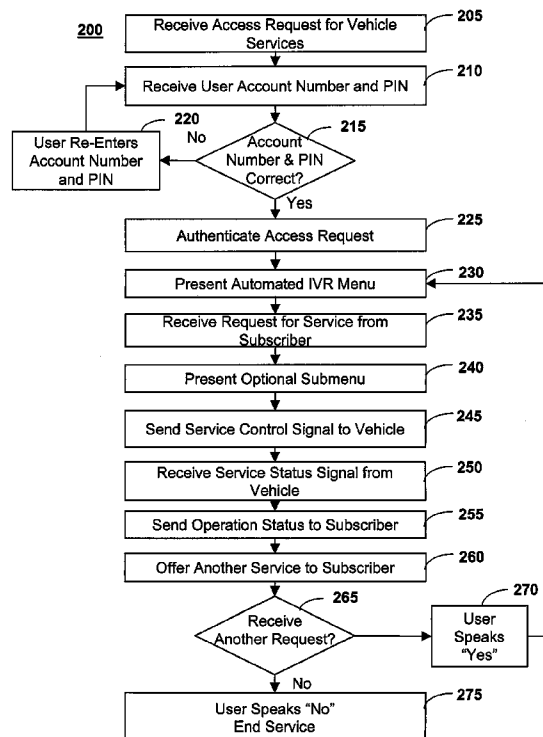 200
Receive Access Request for Vehicle
Services
205
Receive User Account Number and PIN
210
220
User Re-Enters
Account Number
and PIN
No
Account
Number & PIN
Correct?
215
Yes
Authenticate Access Request
225
Present Automated IVR Menu
230
Receive Request for Service from
Subscriber
235
Present Optional Submenu
240
Send Service Control Signal to Vehicle
245
Receive Service Status Signal from
Vehicle
250
Send Operation Status to Subscriber
255
Offer Another Service to Subscriber
260
Receive
Another Request?
265
270
User
Speaks
"Yes"
No
User Speaks "No"
End Service
275